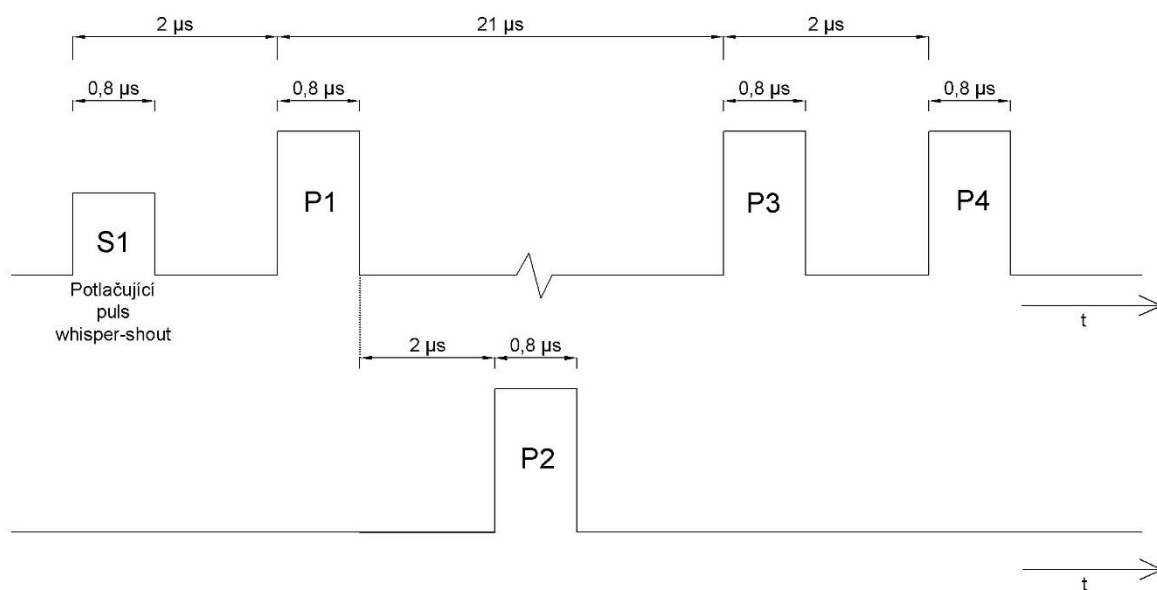 2 µs 21 µs 2 µs
0,8 µs 0,8 µs 0,8 µs 0,8 µs
P1 P3 P4
S1
Potlačující
puls
whisper-shout
t
2 µs 0,8 µs
P2
t